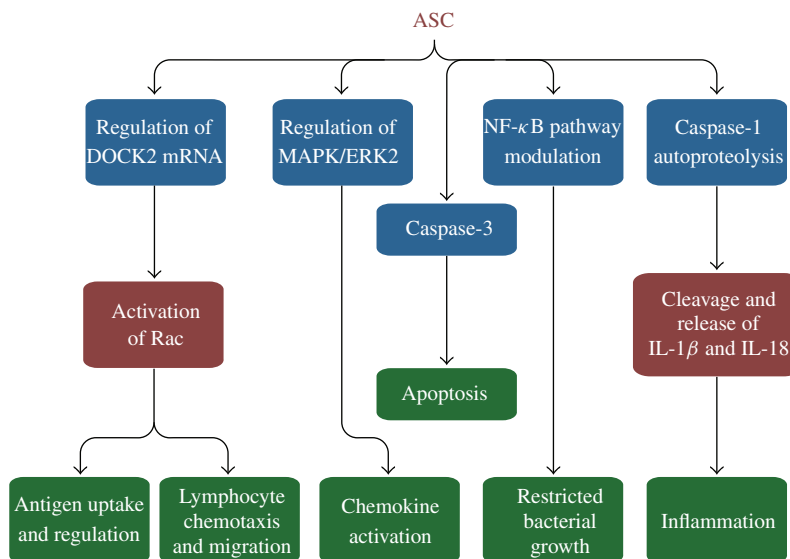 ASC
Regulation of
DOCK2 mRNA
Regulation of
MAPK/ERK2
NF-κB pathway
modulation
Caspase-1
autoproteolysis
Caspase-3
Activation
of Rac
Cleavage and
release of
IL-1β and IL-18
Apoptosis
Antigen uptake
and regulation
Lymphocyte
chemotaxis
and migration
Chemokine
activation
Restricted
bacterial
growth
Inflammation